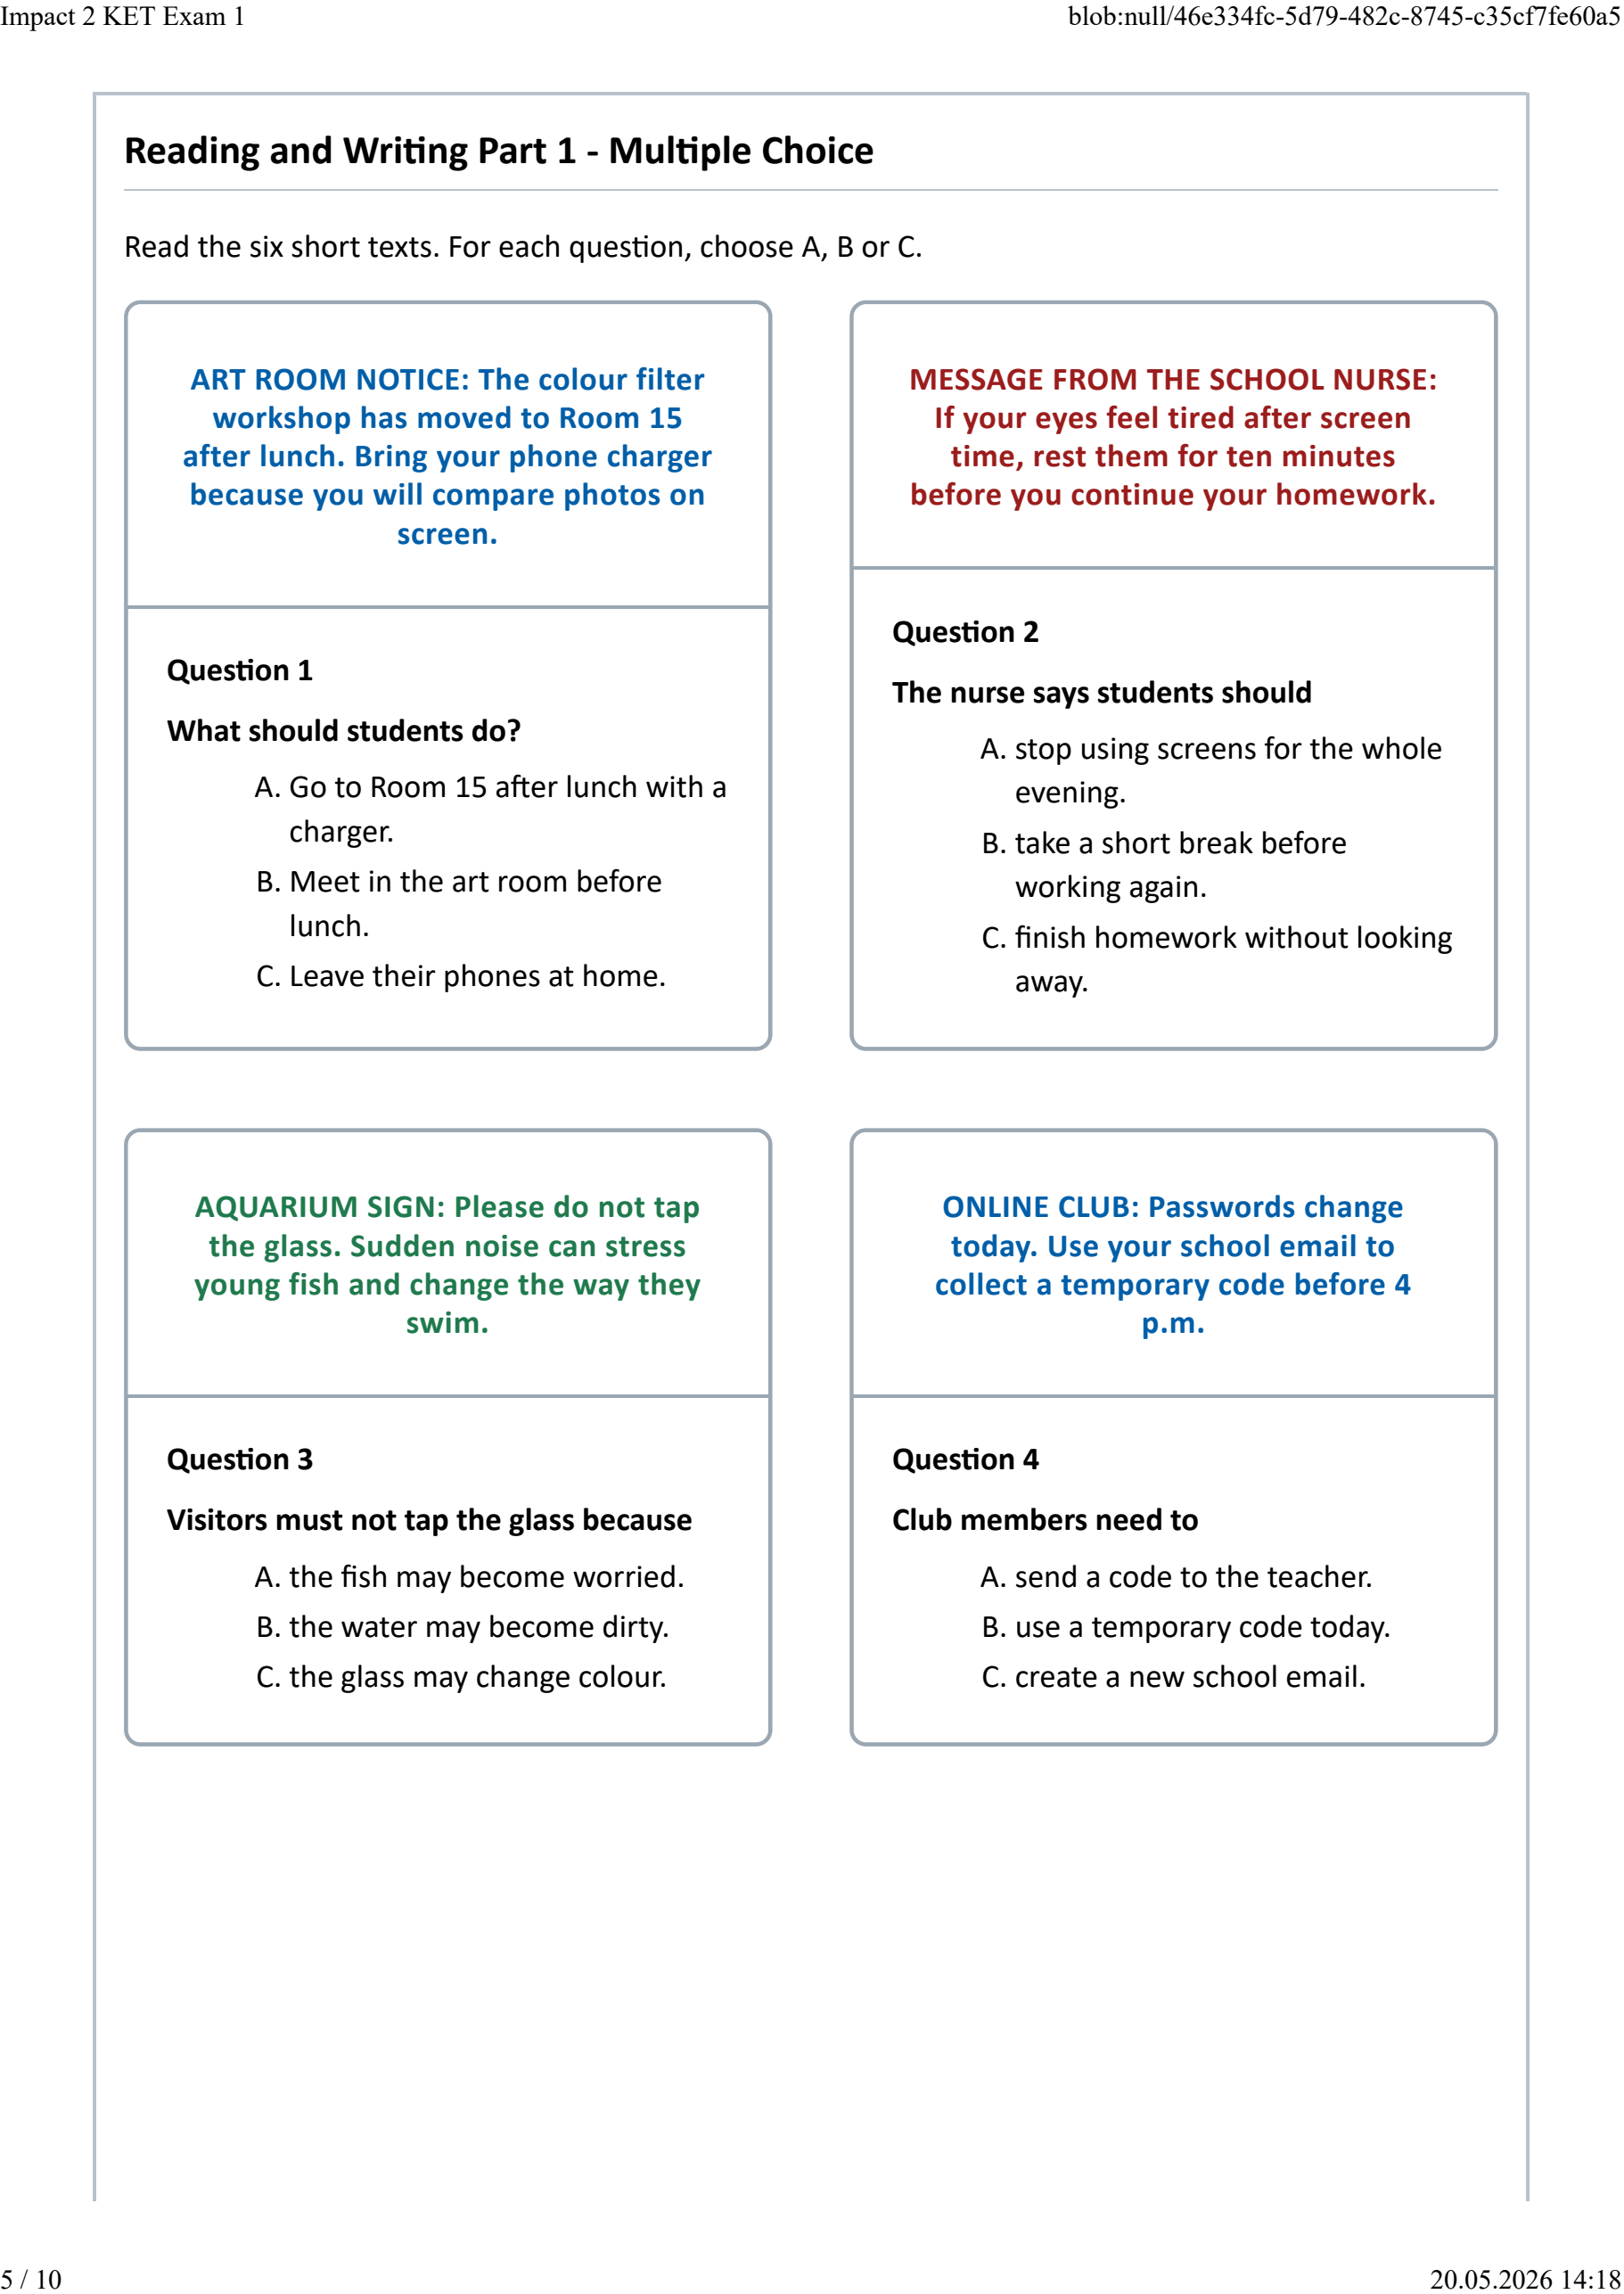 Impact 2 KET Exam 1
blob:null/46e334fc-5d79-482c-8745-c35cf7fe60a5
Reading and Writing Part 1 - Multiple Choice
Read the six short texts. For each question, choose A, B or C.
ART ROOM NOTICE: The colour filter
workshop has moved to Room 15
after lunch. Bring your phone charger
because you will compare photos on
screen.
Question 1
What should students do?
A. Go to Room 15 after lunch with a
charger.
B. Meet in the art room before
lunch.
C. Leave their phones at home.
MESSAGE FROM THE SCHOOL NURSE:
If your eyes feel tired after screen
time, rest them for ten minutes
before you continue your homework.
Question 2
The nurse says students should
A. stop using screens for the whole
evening.
B. take a short break before
working again.
C. finish homework without looking
away.
AQUARIUM SIGN: Please do not tap
the glass. Sudden noise can stress
young fish and change the way they
swim.
Question 3
Visitors must not tap the glass because
A. the fish may become worried.
B. the water may become dirty.
C. the glass may change colour.
ONLINE CLUB: Passwords change
today. Use your school email to
collect a temporary code before 4
p.m.
Question 4
Club members need to
A. send a code to the teacher.
B. use a temporary code today.
C. create a new school email.
5 / 10
20.05.2026 14:18